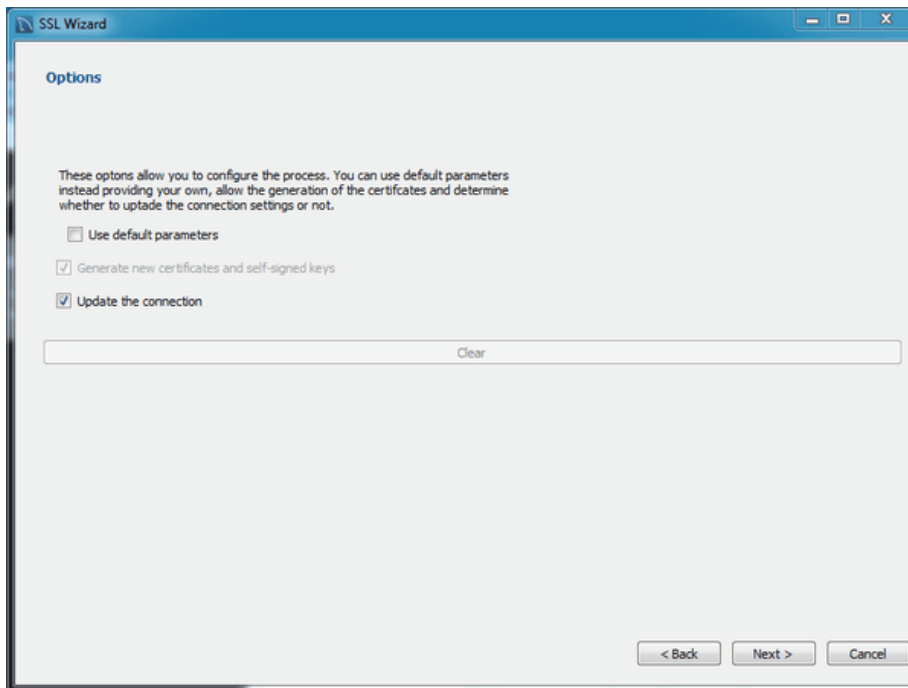 SSL Wizard
Options
These optons allow you to configure the process. You can use default parameters
instead providing your own, allow the generation of the certifcates and determine
whether to uptade the connection settings or not.
Use default parameters
Generate new certificates and self-signed keys
Update the connection
Clear
< Back Next > Cancel